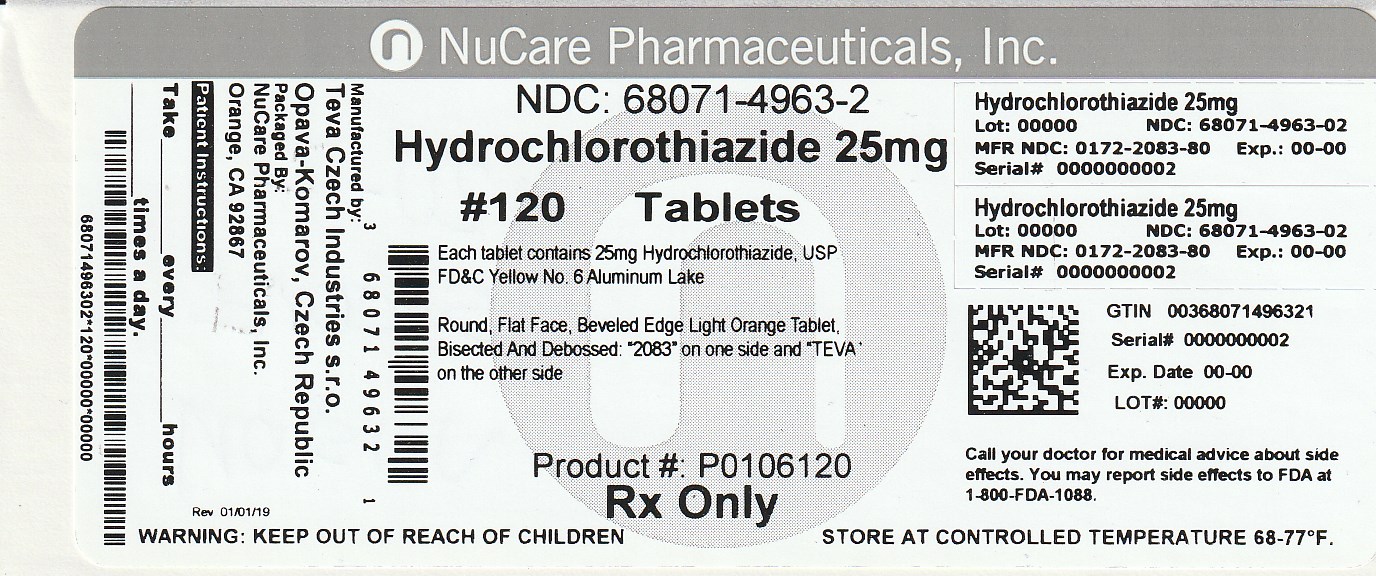 NuCare Pharmaceuticals, Inc.
NDC: 68071-4963-2
Hydrochlorothiazide 25mg
#120 Tablets
Each tablet contains 25mg Hydrochlorothiazide, USP
FD&C Yellow No. 6 Aluminum Lake
Round, Flat Face, Beveled Edge Light Orange Tablet,
Bisected And Debossed: "2083" on one side and "TEVA"
on the other side
Product #: P0106120
Rx Only
Manufactured by:
Teva Czech Industries s.r.o.
Opava-Komarov, Czech Republic
Packaged By:
NuCare Pharmaceuticals, Inc.
Orange, CA 92867
Patient Instructions:
Take ______ every ______ hours
______ times a day.
68071496302*120*00000*00000
3 68071 49632 1
Rev 01/01/19
Hydrochlorothiazide 25mg
Lot: 00000 NDC: 68071-4963-02
MFR NDC: 0172-2083-80 Exp.: 00-00
Serial# 0000000002
Hydrochlorothiazide 25mg
Lot: 00000 NDC: 68071-4963-02
MFR NDC: 0172-2083-80 Exp.: 00-00
Serial# 0000000002
GTIN 00368071496321
Serial# 0000000002
Exp. Date 00-00
LOT#: 00000
Call your doctor for medical advice about side
effects. You may report side effects to FDA at
1-800-FDA-1088.
WARNING: KEEP OUT OF REACH OF CHILDREN
STORE AT CONTROLLED TEMPERATURE 68-77°F.